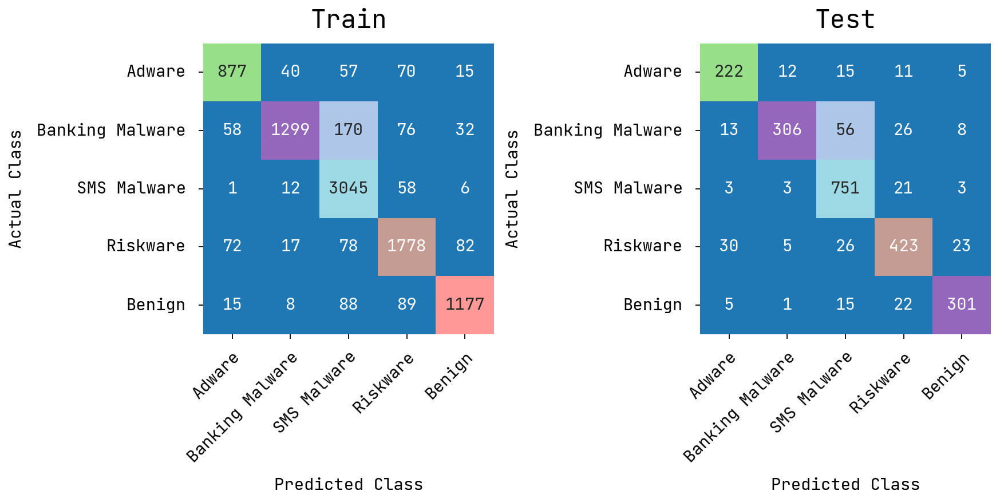 Train
Actual Class
Adware 877 40 57 70 15
Banking Malware 58 1299 170 76 32
SMS Malware 1 12 3045 58 6
Riskware 72 17 78 1778 82
Benign 15 8 88 89 1177
Adware
Banking Malware
SMS Malware
Riskware
Benign
Predicted Class
Test
Actual Class
Adware 222 12 15 11 5
Banking Malware 13 306 56 26 8
SMS Malware 3 3 751 21 3
Riskware 30 5 26 423 23
Benign 5 1 15 22 301
Adware
Banking Malware
SMS Malware
Riskware
Benign
Predicted Class